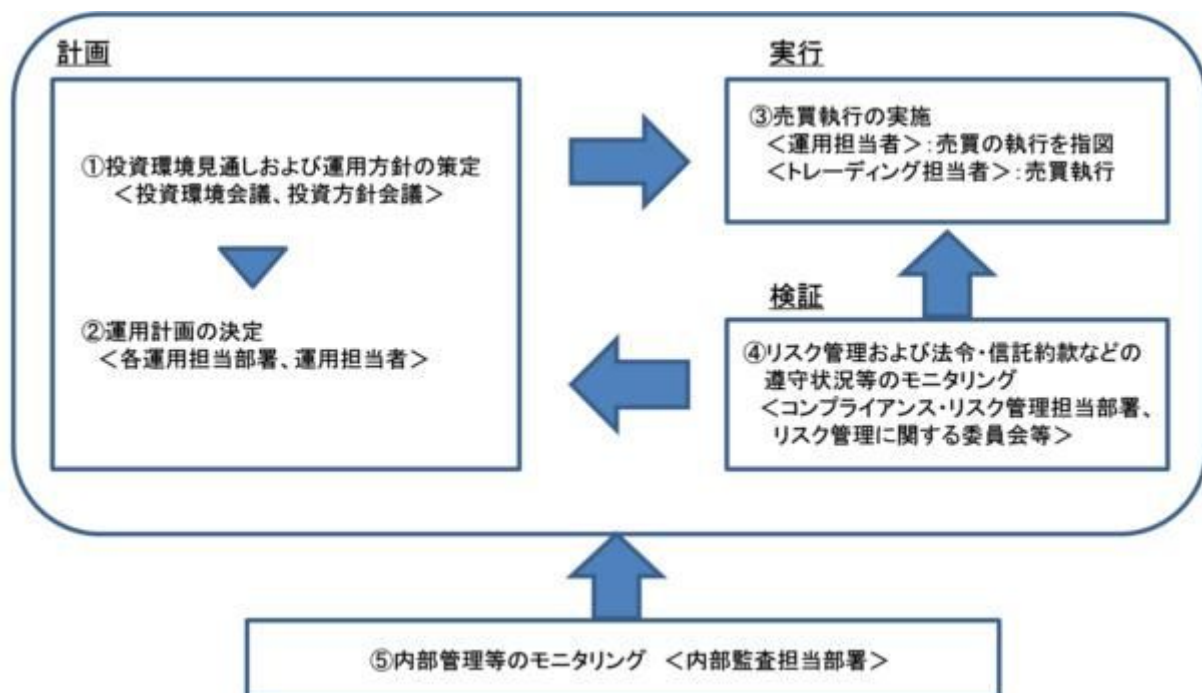 計画
①投資環境見通しおよび運用方針の策定
＜投資環境会議、投資方針会議＞
②運用計画の決定
＜各運用担当部署、運用担当者＞
実行
③売買執行の実施
＜運用担当者＞：売買の執行を指図
＜トレーディング担当者＞：売買執行
検証
④リスク管理および法令・信託約款などの
遵守状況等のモニタリング
＜コンプライアンス・リスク管理担当部署、
リスク管理に関する委員会等＞
⑤内部管理等のモニタリング　＜内部監査担当部署＞